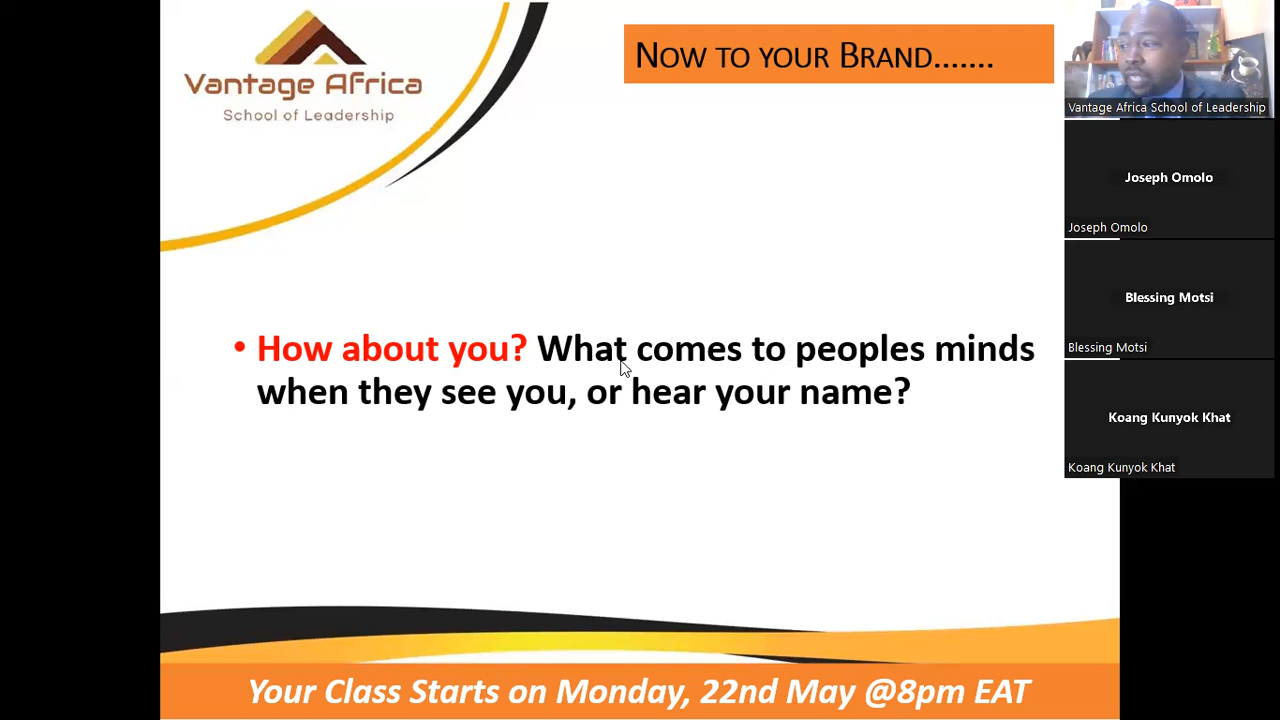 Vantage Africa
School of Leadership
NOW TO YOUR BRAND.......
• How about you? What comes to peoples minds
when they see you, or hear your name?
Your Class Starts on Monday, 22nd May @8pm EAT
Vantage Africa School of Leadership
Joseph Omolo
Joseph Omolo
Blessing Motsi
Blessing Motsi
Koang Kunyok Khat
Koang Kunyok Khat